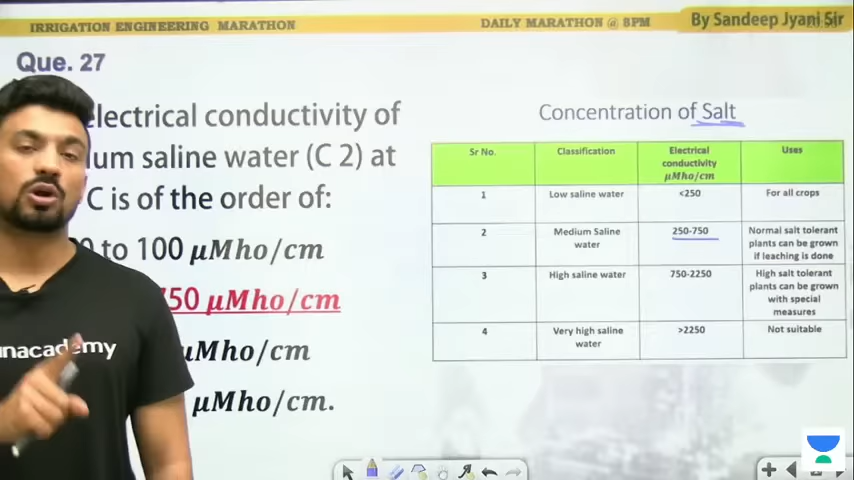 IRRIGATION ENGINEERING MARATHON
DAILY MARATHON @ 8PM
By Sandeep Jyani Sir
Que. 27
electrical conductivity of
saline water (C 2) at
C is of the order of:
to 100 μMho/cm
750 μMho/cm
μMho/cm
μMho/cm.
Concentration of Salt
Sr No. Classification Electrical conductivity μMho/cm Uses
1 Low saline water <250 For all crops
2 Medium Saline water 250-750 Normal salt tolerant plants can be grown if leaching is done
3 High saline water 750-2250 High salt tolerant plants can be grown with special measures
4 Very high saline water >2250 Not suitable
unacademy